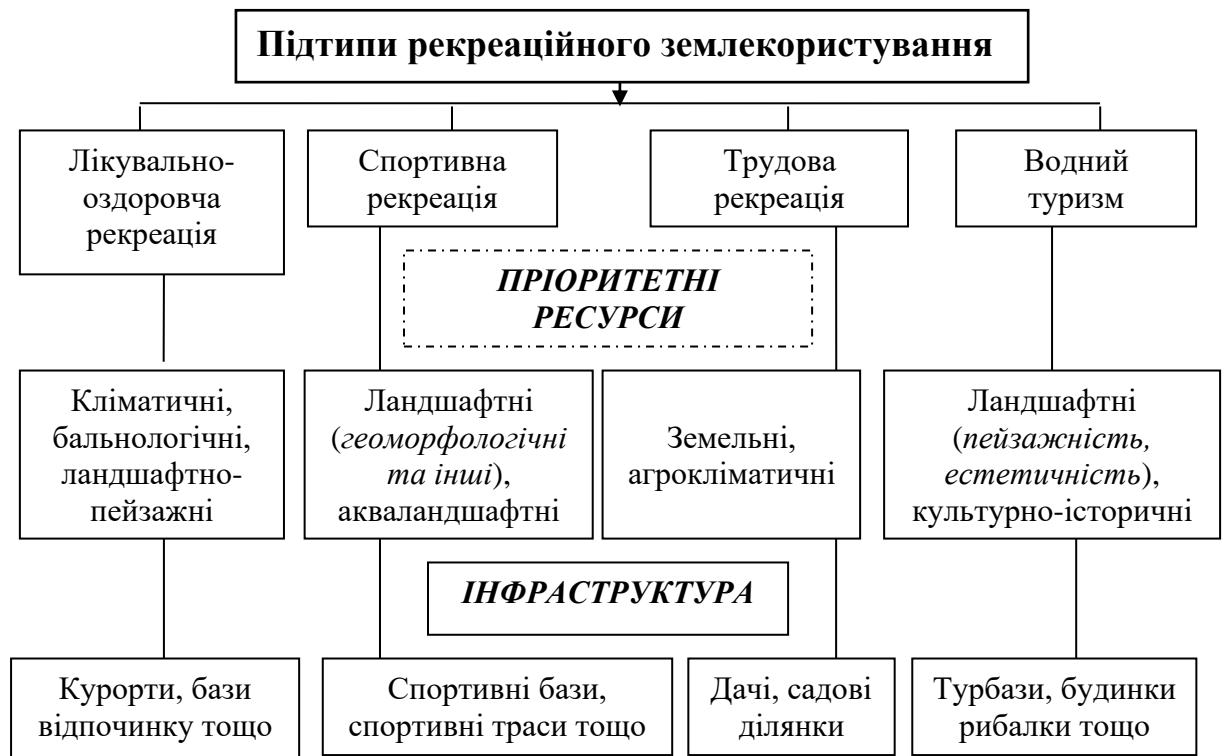 Підтипи рекреаційного землекористування
Лікувально-
оздоровча
рекреація
Спортивна
рекреація
Трудова
рекреація
Водний
туризм
ПРІОРИТЕТНІ
РЕСУРСИ
Кліматичні,
бальнологічні,
ландшафтно-
пейзажні
Ландшафтні
(геоморфологічні
та інші),
акваландшафтні
Земельні,
агрокліматичні
Ландшафтні
(пейзажність,
естетичність),
культурно-історичні
ІНФРАСТРУКТУРА
Курорти, бази
відпочинку тощо
Спортивні бази,
спортивні траси тощо
Дачі, садові
ділянки
Турбази, будинки
рибалки тощо